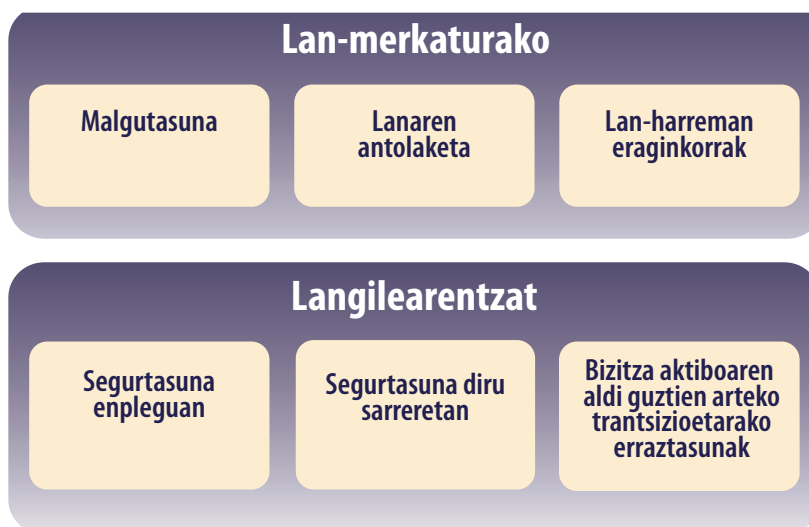 Lan-merkaturako
Malgutasuna
Lanaren
antolaketa
Lan-harreman
eraginkorrak
Langilearentzat
Segurtasuna
enpleguan
Segurtasuna diru
sarreretan
Bizitza aktiboaren
aldi guztien arteko
trantsizioetarako
erraztasunak